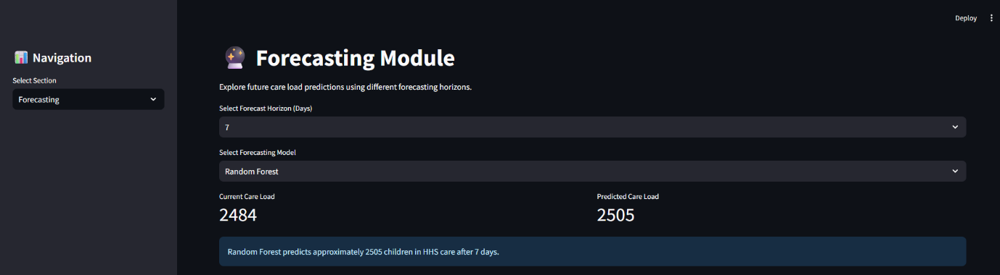 Deploy
Navigation
Select Section
Forecasting
Forecasting Module
Explore future care load predictions using different forecasting horizons.
Select Forecast Horizon (Days)
7
Select Forecasting Model
Random Forest
Current Care Load
2484
Predicted Care Load
2505
Random Forest predicts approximately 2505 children in HHS care after 7 days.